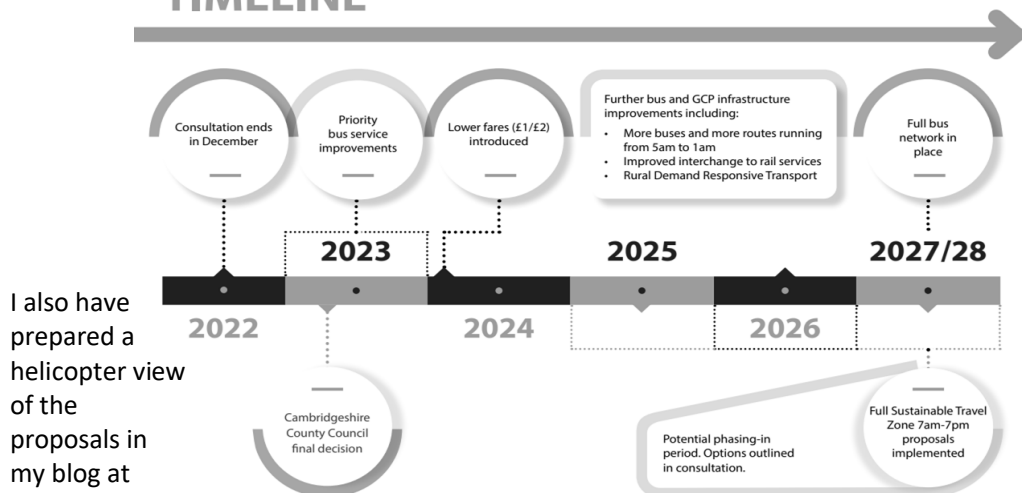 TIMELINE
Consultation ends
in December
Priority
bus service
improvements
Lower fares (£1/£2)
introduced
Further bus and GCP infrastructure
improvements including:
• More buses and more routes running
from 5am to 1am
• Improved interchange to rail services
• Rural Demand Responsive Transport
Full bus
network in
place
2023
2025
2027/28
2022
2024
2026
I also have
prepared a
helicopter view
of the
proposals in
my blog at
Cambridgeshire
County Council
final decision
Potential phasing-in
period. Options outlined
in consultation.
Full Sustainable Travel
Zone 7am-7pm
proposals
implemented